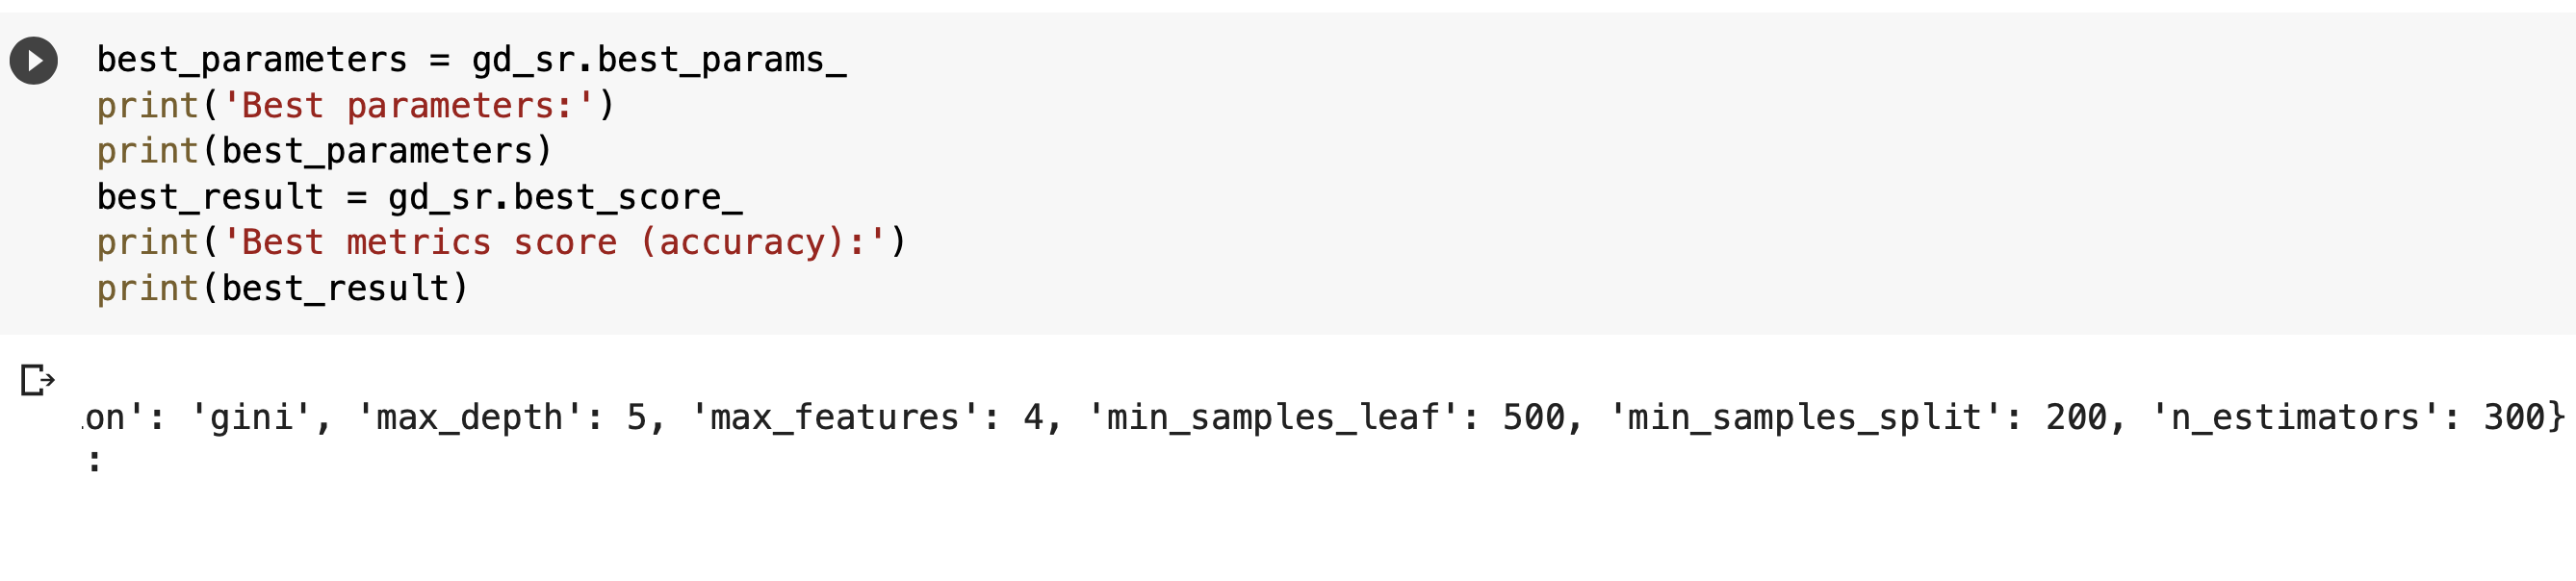 best_parameters = gd_sr.best_params_
print('Best parameters:')
print(best_parameters)
best_result = gd_sr.best_score_
print('Best metrics score (accuracy):')
print(best_result)
on': 'gini', 'max_depth': 5, 'max_features': 4, 'min_samples_leaf': 500, 'min_samples_split': 200, 'n_estimators': 300}
: